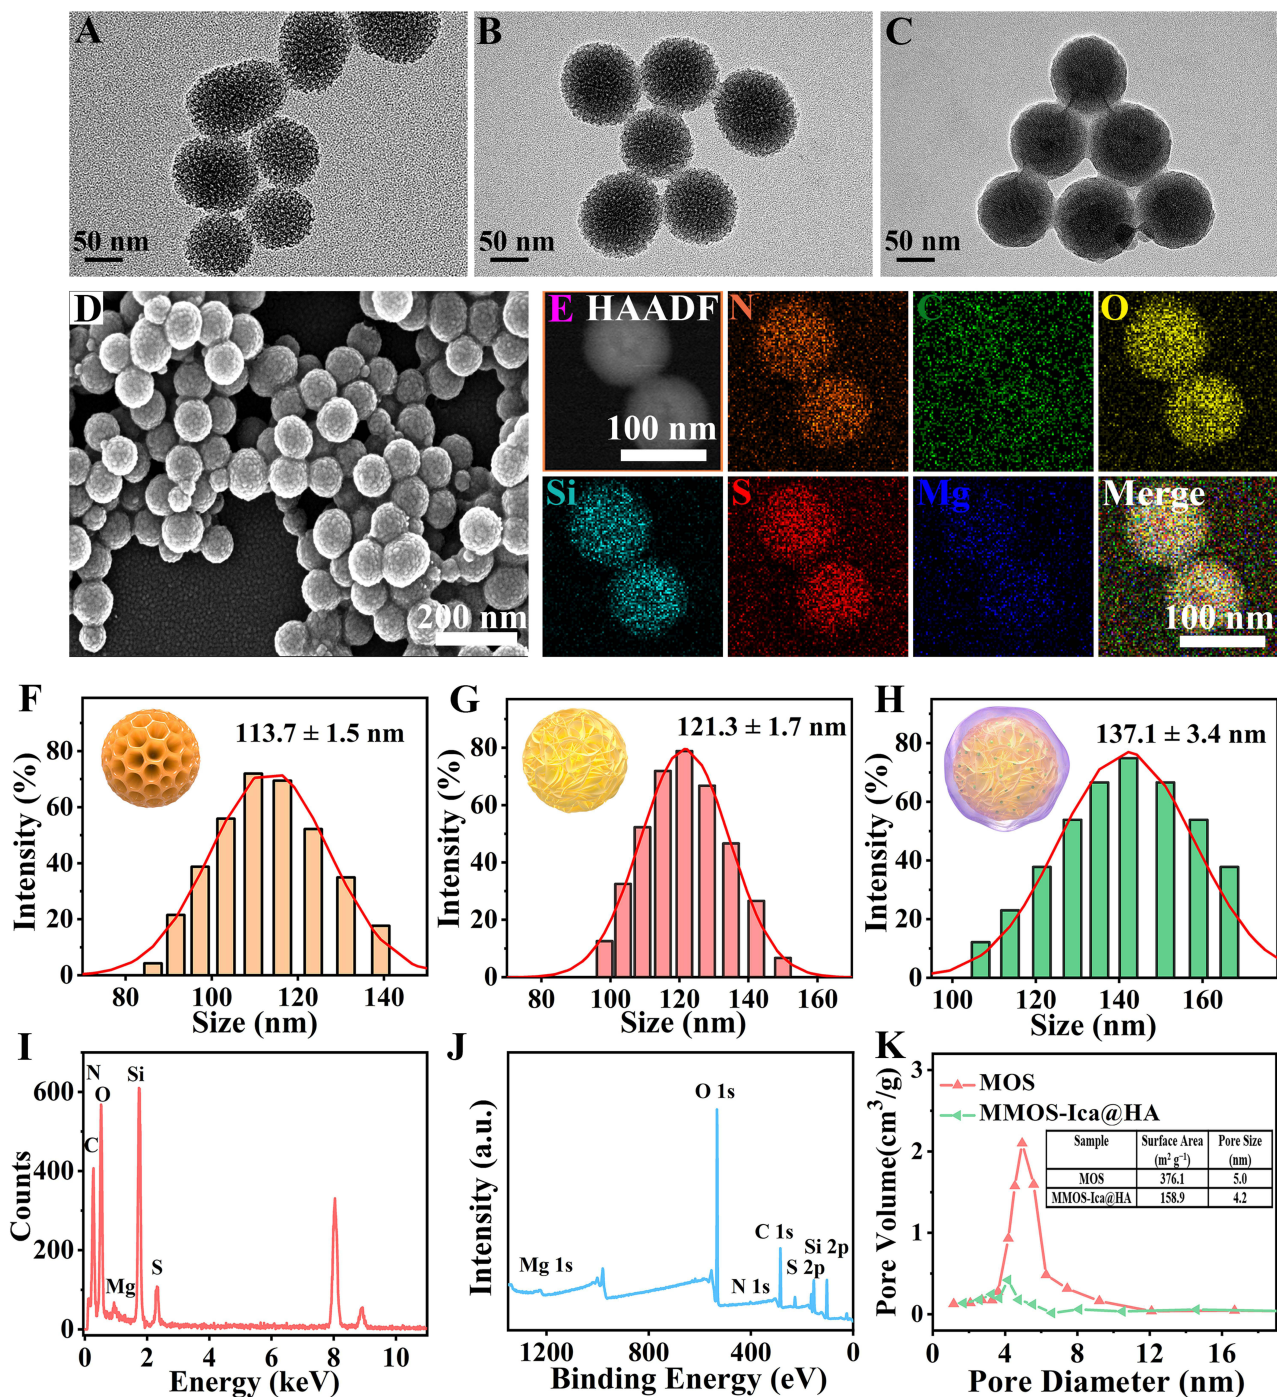 A
50 nm
B
50 nm
C
50 nm
D
200 nm
E HAADF
100 nm
N
C
O
Si
S
Mg
Merge
100 nm
F
113.7 ± 1.5 nm
Intensity (%)
80
60
40
20
0
80 100 120 140
Size (nm)
G
121.3 ± 1.7 nm
Intensity (%)
80
60
40
20
0
80 100 120 140 160
Size (nm)
H
137.1 ± 3.4 nm
Intensity (%)
80
60
40
20
0
100 120 140 160
Size (nm)
I
Counts
600
400
200
0
N
O
Si
C
Mg
S
0 2 4 6 8 10
Energy (keV)
J
Intensity (a.u.)
O 1s
C 1s
Si 2p
S 2p
Mg 1s
N 1s
1200 800 400 0
Binding Energy (eV)
K
Pore Volume(cm³/g)
4
3
2
1
0
MOS
MMOS-Ica@HA
Sample Surface Area Pore Size
(m² g⁻¹) (nm)
MOS 376.1 5.0
MMOS-Ica@HA 158.9 4.2
0 4 8 12 16
Pore Diameter (nm)